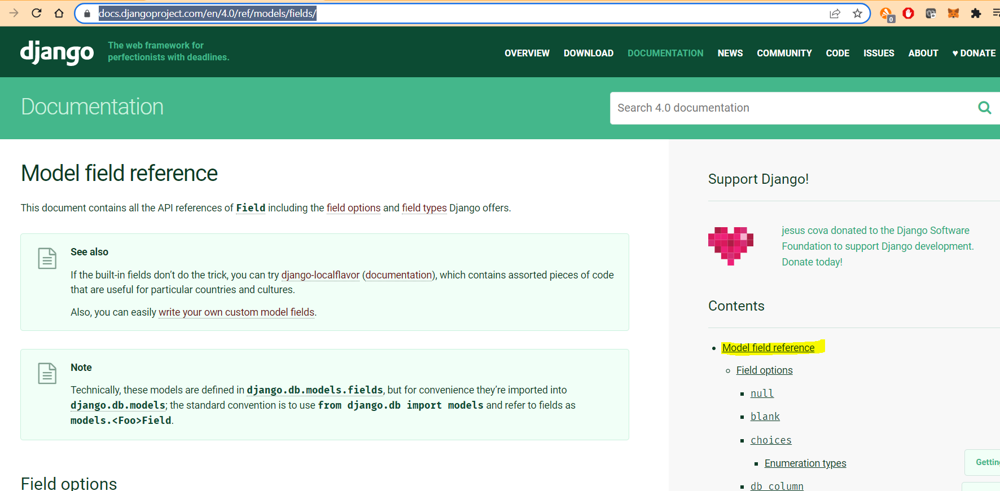 docs.djangoproject.com/en/4.0/ref/models/fields/
0
django
The web framework for
perfectionists with deadlines.
OVERVIEW DOWNLOAD DOCUMENTATION NEWS COMMUNITY CODE ISSUES ABOUT ♥ DONATE
Documentation
Search 4.0 documentation
Model field reference
This document contains all the API references of Field including the field options and field types Django offers.
See also
If the built-in fields don’t do the trick, you can try django-localflavor (documentation), which contains assorted pieces of code
that are useful for particular countries and cultures.
Also, you can easily write your own custom model fields.
Note
Technically, these models are defined in django.db.models.fields, but for convenience they’re imported into
django.db.models; the standard convention is to use from django.db import models and refer to fields as
models.<Foo>Field.
Field options
Support Django!
jesus cova donated to the Django Software
Foundation to support Django development.
Donate today!
Contents
• Model field reference
◦ Field options
▪ null
▪ blank
▪ choices
▪ Enumeration types
▪ db_column